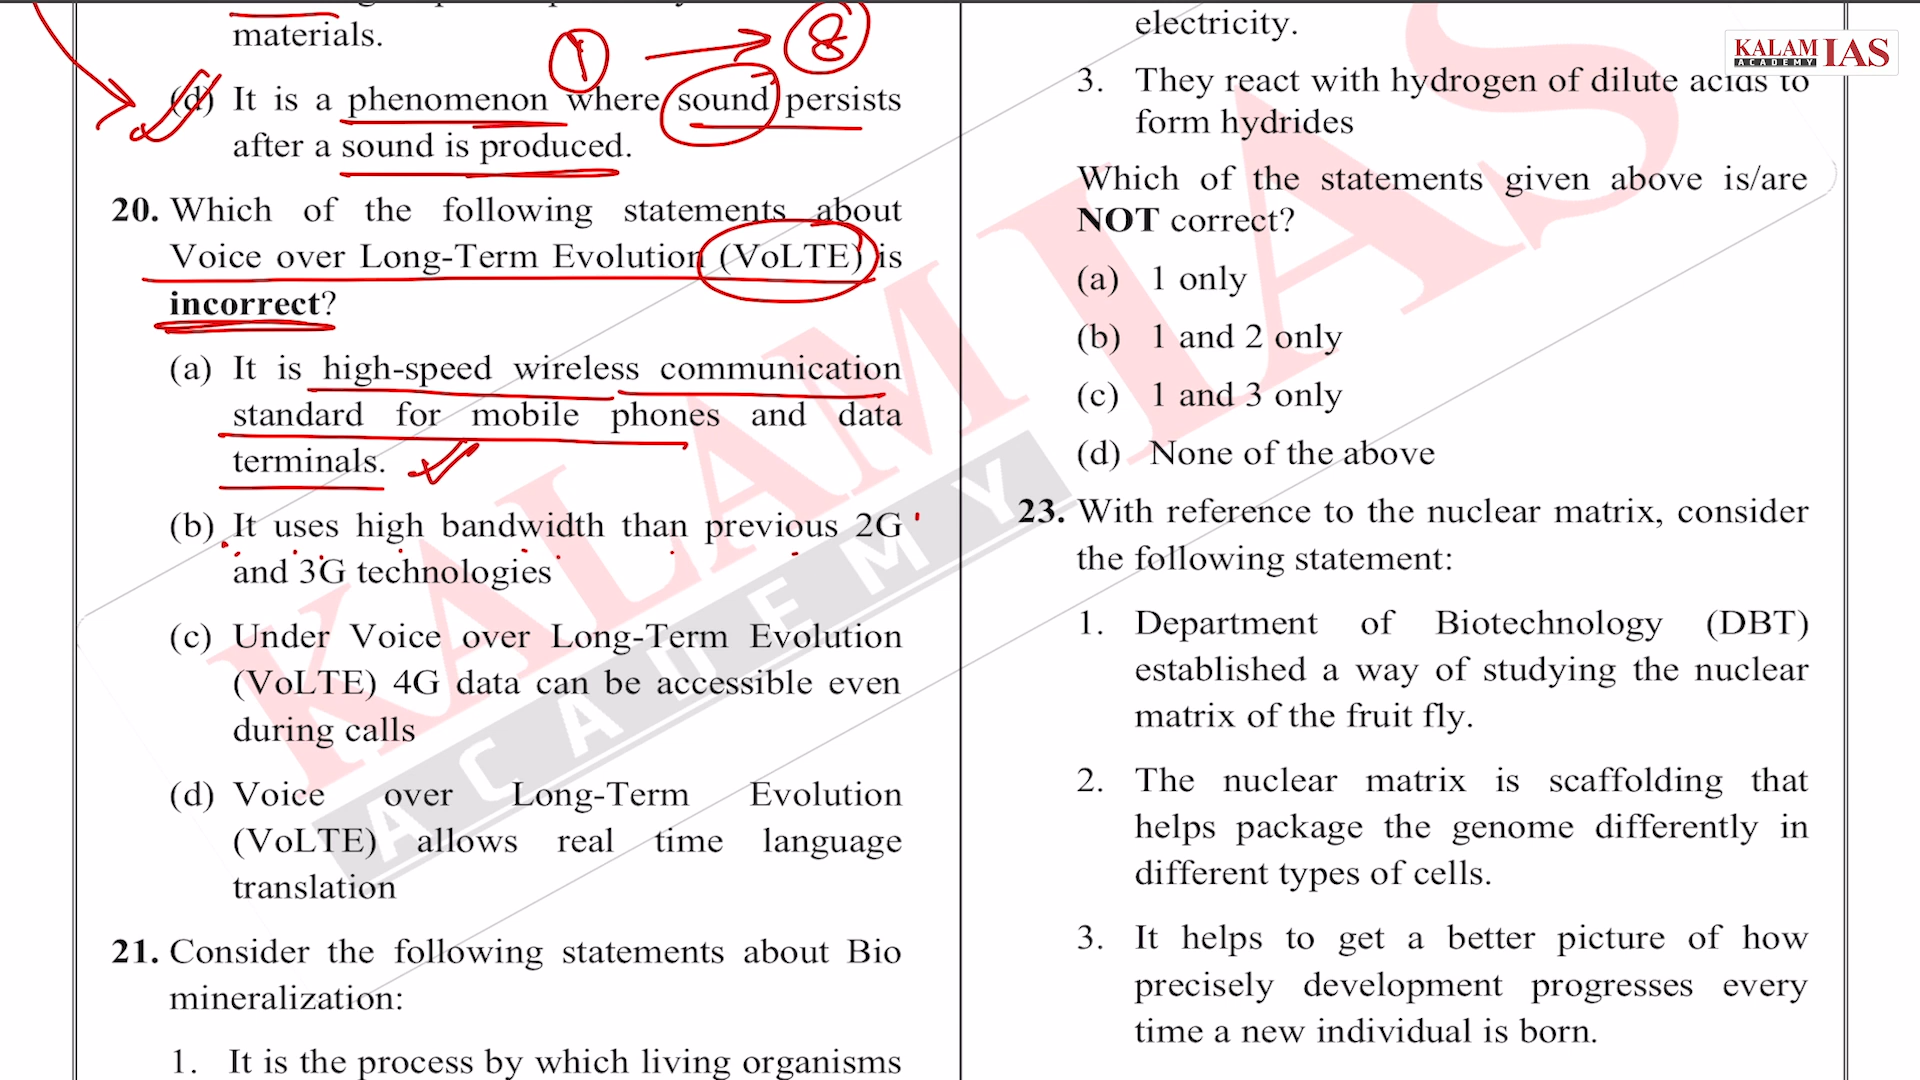 materials.
(d) It is a phenomenon where sound persists
after a sound is produced.
1 8
20. Which of the following statements about
Voice over Long-Term Evolution (VoLTE) is
incorrect?
(a) It is high-speed wireless communication
standard for mobile phones and data
terminals.
(b) It uses high bandwidth than previous 2G
and 3G technologies
(c) Under Voice over Long-Term Evolution
(VoLTE) 4G data can be accessible even
during calls
(d) Voice over Long-Term Evolution
(VoLTE) allows real time language
translation
21. Consider the following statements about Bio
mineralization:
1. It is the process by which living organisms
electricity.
3. They react with hydrogen of dilute acids to
form hydrides
Which of the statements given above is/are
NOT correct?
(a) 1 only
(b) 1 and 2 only
(c) 1 and 3 only
(d) None of the above
23. With reference to the nuclear matrix, consider
the following statement:
1. Department of Biotechnology (DBT)
established a way of studying the nuclear
matrix of the fruit fly.
2. The nuclear matrix is scaffolding that
helps package the genome differently in
different types of cells.
3. It helps to get a better picture of how
precisely development progresses every
time a new individual is born.
KALAM IAS
ACADEMY
KALAM IAS
ACADEMY